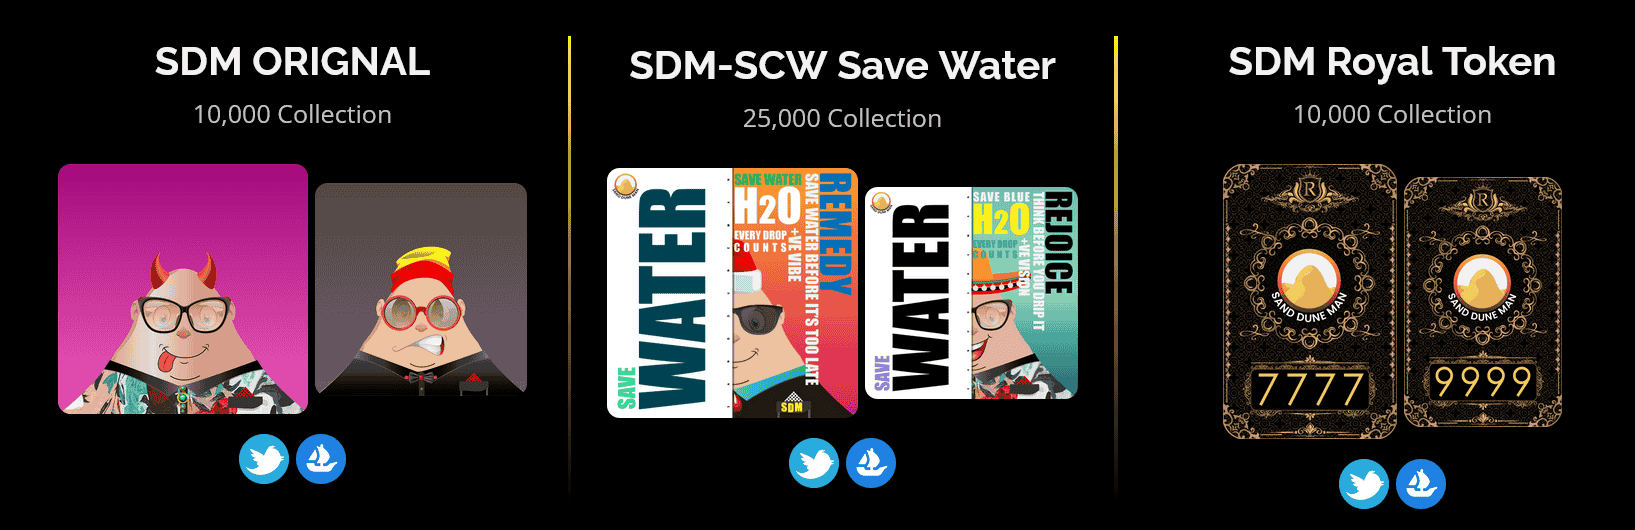 SDM ORIGNAL
10,000 Collection
SDM-SCW Save Water
25,000 Collection
SAVE
WATER
SAVE WATER
H2O
EVERY DROP
COUNTS
+VE VIBE
SAVE WATER BEFORE IT'S TOO LATE
REMEDY
SDM
SAVE
WATER
SAVE BLUE
H2O
EVERY DROP
COUNTS
+VE VISION
THINK BEFORE YOU DRIP IT
REJOICE
SDM Royal Token
10,000 Collection
R
SAND DUNE MAN
7777
R
SAND DUNE MAN
9999